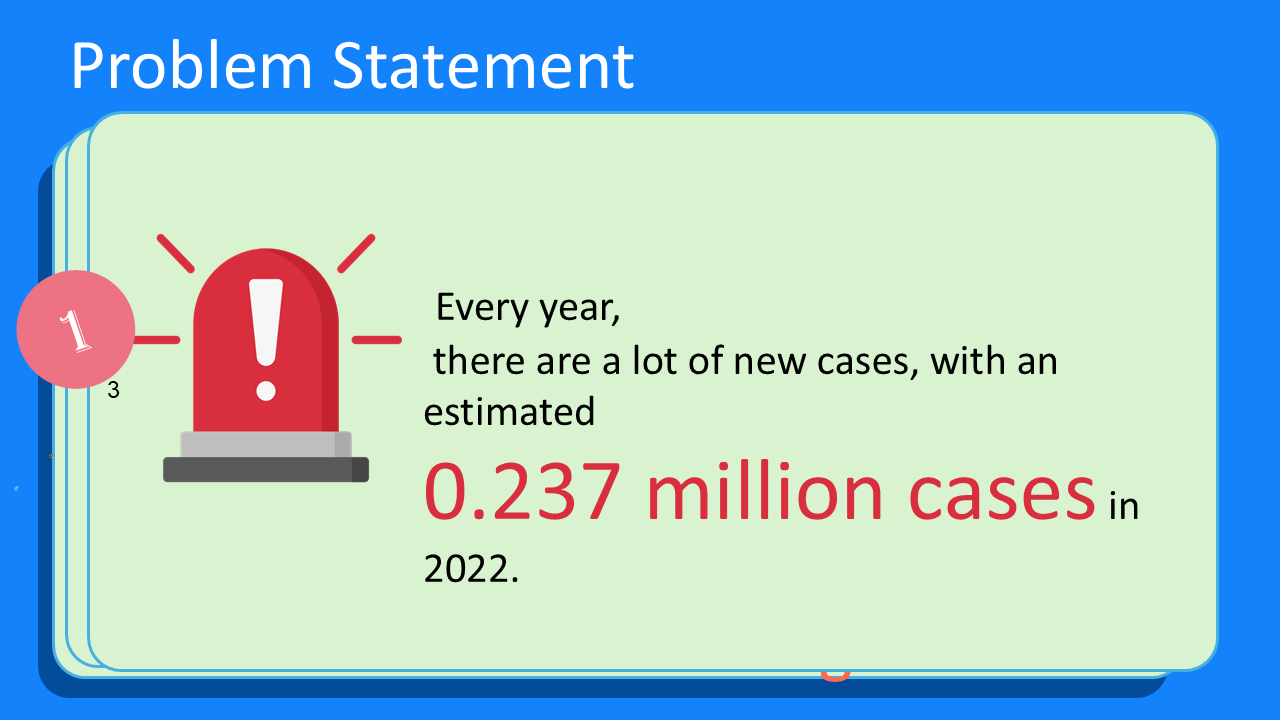 Problem Statement
1
3
Every year,
there are a lot of new cases, with an
estimated
0.237 million cases in
2022.